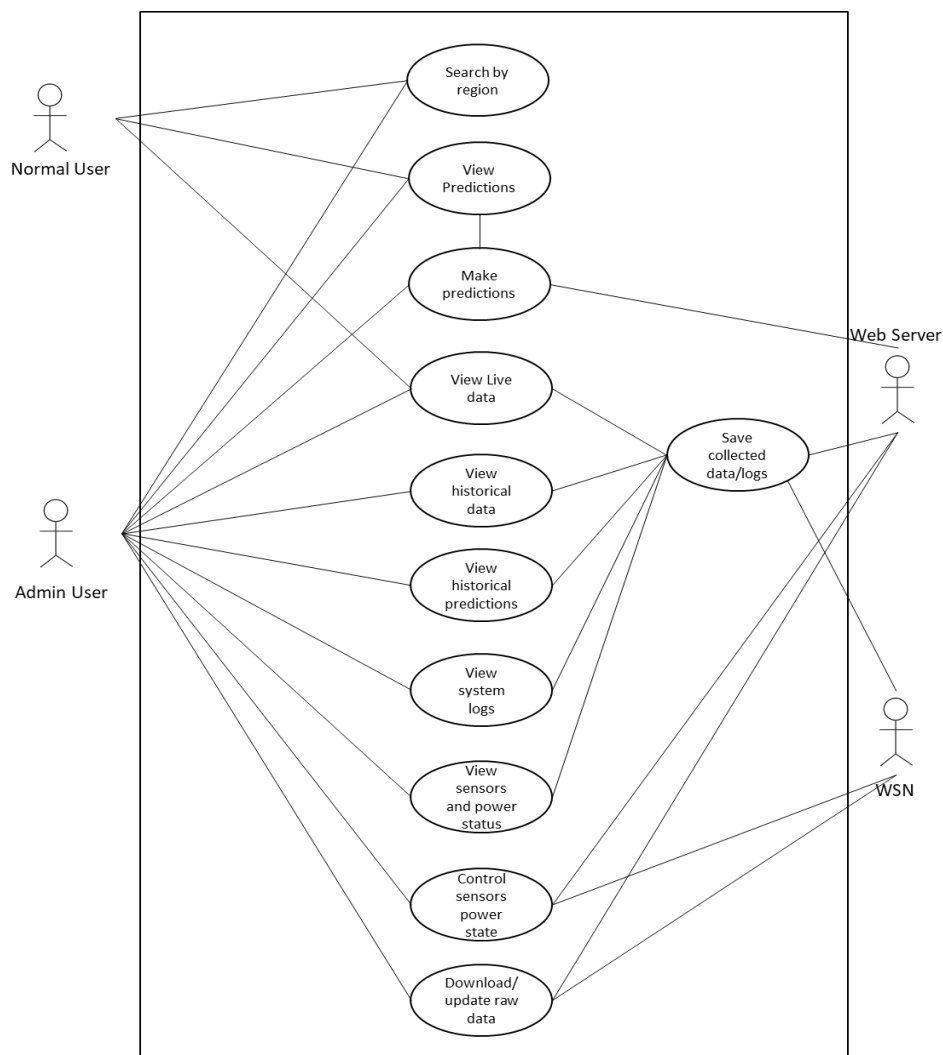 Search by
region
Normal User
View
Predictions
Make
predictions
Web Server
View Live
data
Save
collected
data/logs
View
historical
data
Admin User
View
historical
predictions
View
system
logs
View
sensors
and power
status
WSN
Control
sensors
power
state
Download/
update raw
data